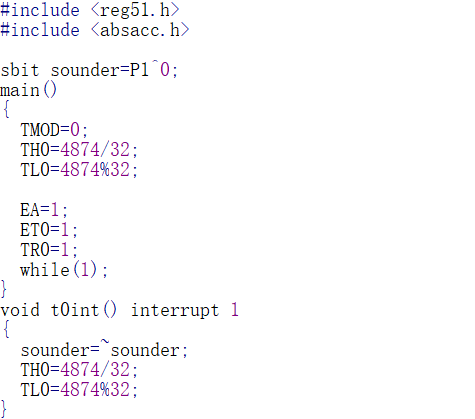 #include <reg51.h>
#include <absacc.h>

sbit sounder=P1^0;
main()
{
  TMOD=0;
  TH0=4874/32;
  TL0=4874%32;

  EA=1;
  ET0=1;
  TR0=1;
  while(1);
}
void t0int() interrupt 1
{
  sounder=~sounder;
  TH0=4874/32;
  TL0=4874%32;
}